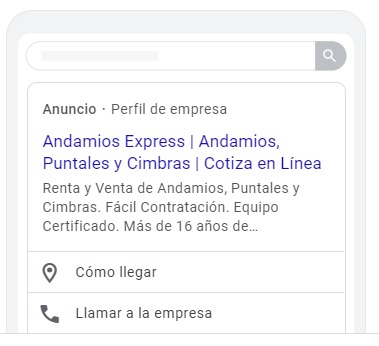 Anuncio · Perfil de empresa
Andamios Express | Andamios,
Puntales y Cimbras | Cotiza en Línea
Renta y Venta de Andamios, Puntales y
Cimbras. Fácil Contratación. Equipo
Certificado. Más de 16 años de…
Cómo llegar
Llamar a la empresa